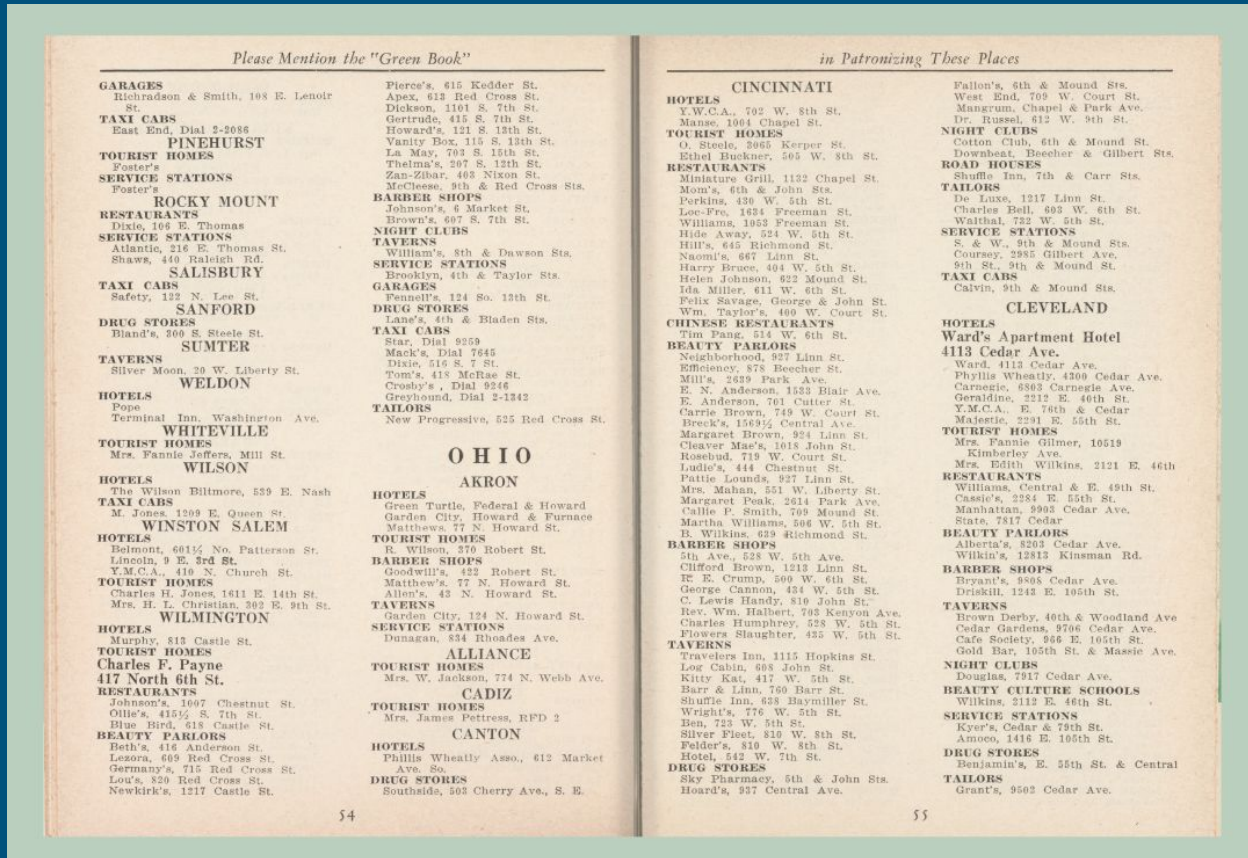 Please Mention the "Green Book"
GARAGES
Richradson & Smith, 108 E. Lenoir
St.
TAXI CABS
East End, Dial 2-2086
PINEHURST
TOURIST HOMES
Foster's
SERVICE STATIONS
Foster's
ROCKY MOUNT
RESTAURANTS
Dixie, 106 E. Thomas
SERVICE STATIONS
Atlantic, 216 E. Thomas St.
Shaws, 440 Raleigh Rd.
SALISBURY
TAXI CABS
Safety, 122 N. Lee St.
SANFORD
DRUG STORES
Bland's, 300 S. Steele St.
SUMTER
TAVERNS
Silver Moon, 20 W. Liberty St.
WELDON
HOTELS
Pope
Terminal Inn, Washington Ave.
WHITEVILLE
TOURIST HOMES
Mrs. Fannie Jeffers, Mill St.
WILSON
HOTELS
The Wilson Biltmore, 539 E. Nash
TAXI CABS
M. Jones, 1209 E. Queen St.
WINSTON SALEM
HOTELS
Belmont, 601½ No. Patterson St.
Lincoln, 9 E. 3rd St.
Y.M.C.A., 410 N. Church St.
TOURIST HOMES
Charles H. Jones, 1611 E. 14th St.
Mrs. H. L. Christian, 302 E. 9th St.
WILMINGTON
HOTELS
Murphy, 813 Castle St.
TOURIST HOMES
Charles F. Payne
417 North 6th St.
RESTAURANTS
Johnson's, 1007 Chestnut St.
Ollie's, 415½ S. 7th St.
Blue Bird, 618 Castle St.
BEAUTY PARLORS
Beth's, 416 Anderson St.
Lezora, 609 Red Cross St.
Germany's, 715 Red Cross St.
Lou's, 820 Red Cross St.
Newkirk's, 1217 Castle St.
Pierce's, 615 Kedder St.
Apex, 613 Red Cross St.
Dickson, 1101 S. 7th St.
Gertrude, 415 S. 7th St.
Howard's, 121 S. 13th St.
Vanity Box, 115 S. 13th St.
La May, 703 S. 15th St.
Thelma's, 207 S. 12th St.
Zan-Zibar, 403 Nixon St.
McCleese, 9th & Red Cross Sts.
BARBER SHOPS
Johnson's, 6 Market St.
Brown's, 607 S. 7th St.
NIGHT CLUBS
TAVERNS
William's, 8th & Dawson Sts.
SERVICE STATIONS
Brooklyn, 4th & Taylor Sts.
GARAGES
Fennell's, 124 So. 13th St.
DRUG STORES
Lane's, 4th & Bladen Sts.
TAXI CABS
Star, Dial 9259
Mack's, Dial 7645
Dixie, 516 S. 7 St.
Tom's, 418 McRae St.
Crosby's , Dial 9246
Greyhound, Dial 2-1342
TAILORS
New Progressive, 525 Red Cross St.
OHIO
AKRON
HOTELS
Green Turtle, Federal & Howard
Garden City, Howard & Furnace
Matthews, 77 N. Howard St.
TOURIST HOMES
R. Wilson, 370 Robert St.
BARBER SHOPS
Goodwill's, 422 Robert St.
Matthew's, 77 N. Howard St.
Allen's, 43 N. Howard St.
TAVERNS
Garden City, 124 N. Howard St.
SERVICE STATIONS
Dunagan, 834 Rhoades Ave.
ALLIANCE
TOURIST HOMES
Mrs. W. Jackson, 774 N. Webb Ave.
CADIZ
TOURIST HOMES
Mrs. James Pettress, RFD 2
CANTON
HOTELS
Phillis Wheatly Asso., 612 Market
Ave. So.
DRUG STORES
Southside, 503 Cherry Ave., S. E.
54
in Patronizing These Places
CINCINNATI
HOTELS
Y.W.C.A., 702 W. 8th St.
Manse, 1004 Chapel St.
TOURIST HOMES
O. Steele, 3065 Kerper St.
Ethel Buckner, 505 W. 8th St.
RESTAURANTS
Miniature Grill, 1132 Chapel St.
Mom's, 6th & John Sts.
Perkins, 430 W. 5th St.
Loc-Fre, 1634 Freeman St.
Williams, 1053 Freeman St.
Hide Away, 524 W. 5th St.
Hill's, 645 Richmond St.
Naomi's, 667 Linn St.
Harry Bruce, 404 W. 5th St.
Helen Johnson, 622 Mound St.
Ida Miller, 611 W. 6th St.
Felix Savage, George & John St.
Wm. Taylor's, 400 W. Court St.
CHINESE RESTAURANTS
Tim Pang, 514 W. 6th St.
BEAUTY PARLORS
Neighborhood, 927 Linn St.
Efficiency, 878 Beecher St.
Mill's, 2639 Park Ave.
E. N. Anderson, 1533 Blair Ave.
E. Anderson, 701 Cutter St.
Carrie Brown, 749 W. Court St.
Breck's, 1569½ Central Ave.
Margaret Brown, 924 Linn St.
Cleaver Mae's, 1018 John St.
Rosebud, 719 W. Court St.
Ludie's, 444 Chestnut St.
Pattie Lounds, 927 Linn St.
Mrs. Mahan, 551 W. Liberty St.
Margaret Peak, 2614 Park Ave.
Callie P. Smith, 709 Mound St.
Martha Williams, 506 W. 5th St.
B. Wilkins, 639 Richmond St.
BARBER SHOPS
5th Ave., 528 W. 5th Ave.
Clifford Brown, 1213 Linn St.
R. E. Crump, 500 W. 6th St.
George Cannon, 434 W. 5th St.
C. Lewis Handy, 810 John St.
Rev. Wm. Halbert, 703 Kenyon Ave.
Charles Humphrey, 528 W. 5th St.
Flowers Slaughter, 435 W. 5th St.
TAVERNS
Travelers Inn, 1115 Hopkins St.
Log Cabin, 608 John St.
Kitty Kat, 417 W. 5th St.
Barr & Linn, 760 Barr St.
Shuffle Inn, 638 Baymiller St.
Wright's, 776 W. 5th St.
Ben, 723 W. 5th St.
Silver Fleet, 810 W. 8th St.
Felder's, 810 W. 8th St.
Hotel, 542 W. 7th St.
DRUG STORES
Sky Pharmacy, 5th & John Sts.
Hoard's, 937 Central Ave.
Fallon's, 6th & Mound Sts.
West End, 709 W. Court St.
Mangrum, Chapel & Park Ave.
Dr. Russel, 612 W. 9th St.
NIGHT CLUBS
Cotton Club, 6th & Mound St.
Downbeat, Beecher & Gilbert Sts.
ROAD HOUSES
Shuffle Inn, 7th & Carr Sts.
TAILORS
De Luxe, 1217 Linn St.
Charles Bell, 603 W. 6th St.
Walthal, 732 W. 5th St.
SERVICE STATIONS
S. & W., 9th & Mound Sts.
Coursey, 2985 Gilbert Ave.
9th St., 9th & Mound St.
TAXI CABS
Calvin, 9th & Mound Sts.
CLEVELAND
HOTELS
Ward's Apartment Hotel
4113 Cedar Ave.
Ward, 4113 Cedar Ave.
Phyllis Wheatly, 4300 Cedar Ave.
Carnegie, 6803 Carnegie Ave.
Geraldine, 2212 E. 40th St.
Y.M.C.A., E. 76th & Cedar
Majestic, 2291 E. 55th St.
TOURIST HOMES
Mrs. Fannie Gilmer, 10519
Kimberley Ave.
Mrs. Edith Wilkins, 2121 E. 46th
RESTAURANTS
Williams, Central & E. 49th St.
Cassie's, 2284 E. 55th St.
Manhattan, 9903 Cedar Ave.
State, 7817 Cedar
BEAUTY PARLORS
Alberta's, 8203 Cedar Ave.
Wilkin's, 12813 Kinsman Rd.
BARBER SHOPS
Bryant's, 9808 Cedar Ave.
Driskill, 1243 E. 105th St.
TAVERNS
Brown Derby, 40th & Woodland Ave
Cedar Gardens, 9706 Cedar Ave.
Cafe Society, 966 E. 105th St.
Gold Bar, 105th St. & Massie Ave.
NIGHT CLUBS
Douglas, 7917 Cedar Ave.
BEAUTY CULTURE SCHOOLS
Wilkins, 2112 E. 46th St.
SERVICE STATIONS
Kyer's, Cedar & 79th St.
Amoco, 1416 E. 105th St.
DRUG STORES
Benjamin's, E. 55th St. & Central
TAILORS
Grant's, 9502 Cedar Ave.
55